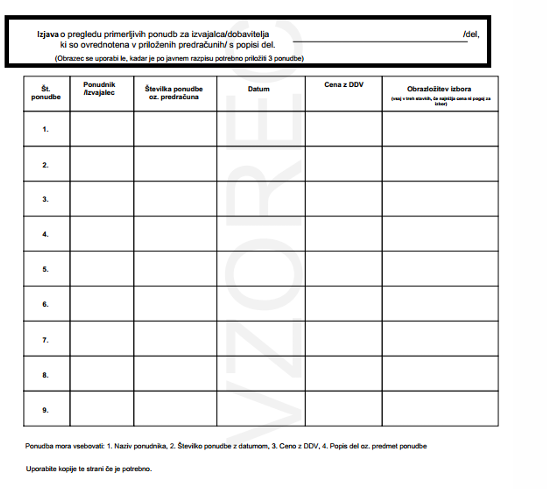 Izjava o pregledu primerljivih ponudb za izvajalca/dobavitelja /del,
ki so ovrednotena v priloženih predračunih/ s popisi del.
(Obrazec se uporabi le, kadar je po javnem razpisu potrebno priložiti 3 ponudbe)
Št. ponudbe
Ponudnik /Izvajalec
Številka ponudbe oz. predračuna
Datum
Cena z DDV
Obrazložitev izbora
(vsaj v treh stavkih, če najnižja cena ni pogoj za izbor)
1.
2.
3.
4.
5.
6.
7.
8.
9.
VZOREC
Ponudba mora vsebovati: 1. Naziv ponudnika, 2. Številko ponudbe z datumom, 3. Ceno z DDV, 4. Popis del oz. predmet ponudbe
Uporabite kopije te strani če je potrebno.